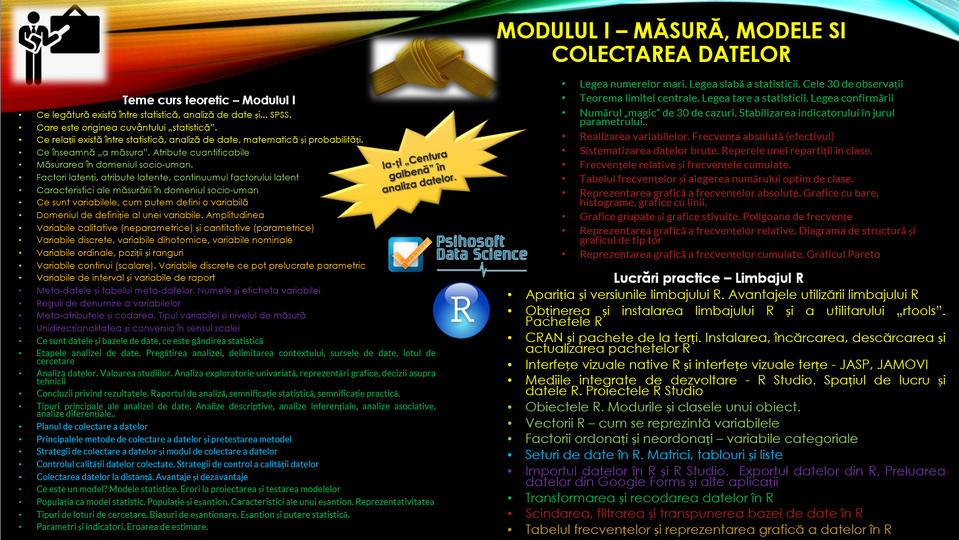 MODULUL I – MĂSURĂ, MODELE SI
COLECTAREA DATELOR
Teme curs teoretic – Modulul I
• Ce legătură există între statistică, analiză de date și... SPSS.
• Care este originea cuvântului „statistică”.
• Ce relații există între statistică, analiză de date, matematică și probabilități.
• Ce înseamnă „a măsura”. Atribute cuantificabile
• Măsurarea în domeniul socio-uman.
• Factori latenți, atribute latente, continuumul factorului latent
• Caracteristici ale măsurării în domeniul socio-uman
• Ce sunt variabilele, cum putem defini o variabilă
• Domeniul de definiție al unei variabile. Amplitudinea
• Variabile calitative (neparametrice) și cantitative (parametrice)
• Variabile discrete, variabile dihotomice, variabile nominale
• Variabile ordinale, poziții și ranguri
• Variabile continui (scalare). Variabile discrete ce pot prelucrate parametric
• Variabile de interval și variabile de raport
• Meta-datele și tabelul meta-datelor. Numele și eticheta variabilei
• Reguli de denumire a variabilelor
• Meta-atributele și codarea. Tipul variabilei și nivelul de măsură
• Unidirecționalitatea și conversia în sensul scalei
• Ce sunt datele și bazele de date, ce este gândirea statistică
• Etapele analizei de date. Pregătirea analizei, delimitarea contextului, sursele de date, lotul de
cercetare
• Analiza datelor. Valoarea studiilor. Analiza exploratorie univariată, reprezentări grafice, decizii asupra
tehnicii
• Concluzii privind rezultatele. Raportul de analiză, semnificație statistică, semnificație practică.
• Tipuri principale ale analizei de date. Analize descriptive, analize inferențiale, analize asociative,
analize diferențiale..
• Planul de colectare a datelor
• Principalele metode de colectare a datelor și pretestarea metodei
• Strategii de colectare a datelor și modul de colectare a datelor
• Controlul calității datelor colectate. Strategii de control a calității datelor
• Colectarea datelor la distanță. Avantaje și dezavantaje
• Ce este un model? Modele statistice. Erori la proiectarea și testarea modelelor
• Populația ca model statistic. Populație și eșantion. Caracteristici ale unui eșantion. Reprezentativitatea
• Tipuri de loturi de cercetare. Biasuri de eșantionare. Eșantion și putere statistică.
• Parametri și indicatori. Eroarea de estimare.
Ia-ți „Centura
galbenă” în
analiza datelor.
Psihosoft
Data Science
R
• Legea numerelor mari. Legea slabă a statisticii. Cele 30 de observații
• Teorema limitei centrale. Legea tare a statisticii. Legea confirmării
• Numărul „magic” de 30 de cazuri. Stabilizarea indicatorului în jurul
parametrului..
• Realizarea variabilelor. Frecvența absolută (efectivul)
• Sistematizarea datelor brute. Reperele unei repartiții în clase.
• Frecvențele relative și frecvențele cumulate.
• Tabelul frecvențelor și alegerea numărului optim de clase.
• Reprezentarea grafică a frecvențelor absolute. Grafice cu bare,
histograme, grafice cu linii.
• Grafice grupate și grafice stivuite. Poligoane de frecvențe
• Reprezentarea grafică a frecvențelor relative. Diagrama de structură și
graficul de tip tor
• Reprezentarea grafică a frecvențelor cumulate. Graficul Pareto
Lucrări practice – Limbajul R
• Apariția și versiunile limbajului R. Avantajele utilizării limbajului R
• Obținerea și instalarea limbajului R și a utilitarului „rtools”.
Pachetele R
• CRAN și pachete de la terți. Instalarea, încărcarea, descărcarea și
actualizarea pachetelor R
• Interfețe vizuale native R și interfețe vizuale terțe - JASP, JAMOVI
• Mediile integrate de dezvoltare - R Studio. Spațiul de lucru și
datele R. Proiectele R Studio
• Obiectele R. Modurile și clasele unui obiect.
• Vectorii R – cum se reprezintă variabilele
• Factorii ordonați și neordonați – variabile categoriale
• Seturi de date în R. Matrici, tablouri și liste
• Importul datelor în R și R Studio. Exportul datelor din R. Preluarea
datelor din Google Forms și alte aplicații
• Transformarea și recodarea datelor în R
• Scindarea, filtrarea și transpunerea bazei de date în R
• Tabelul frecvențelor și reprezentarea grafică a datelor în R